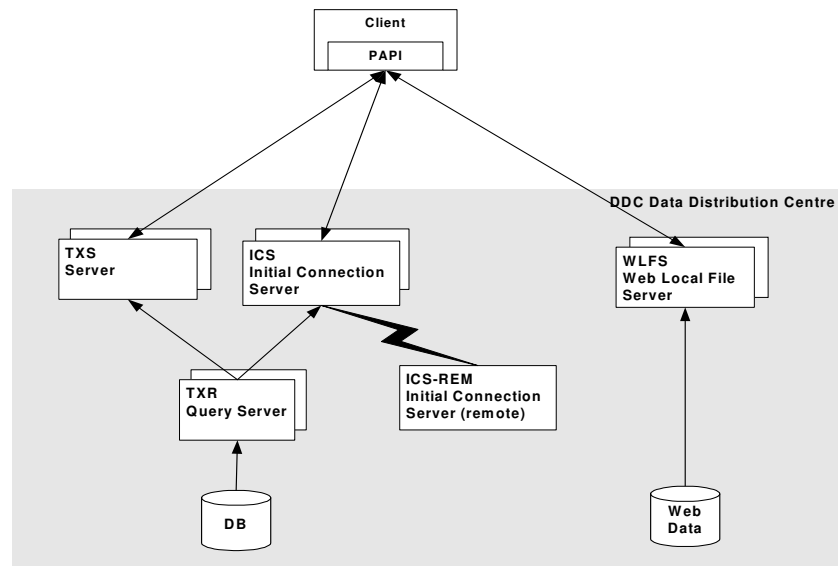 Client
PAPI
DDC Data Distribution Centre
TXS
Server
ICS
Initial Connection
Server
WLFS
Web Local File
Server
TXR
Query Server
ICS-REM
Initial Connection
Server (remote)
DB
Web
Data